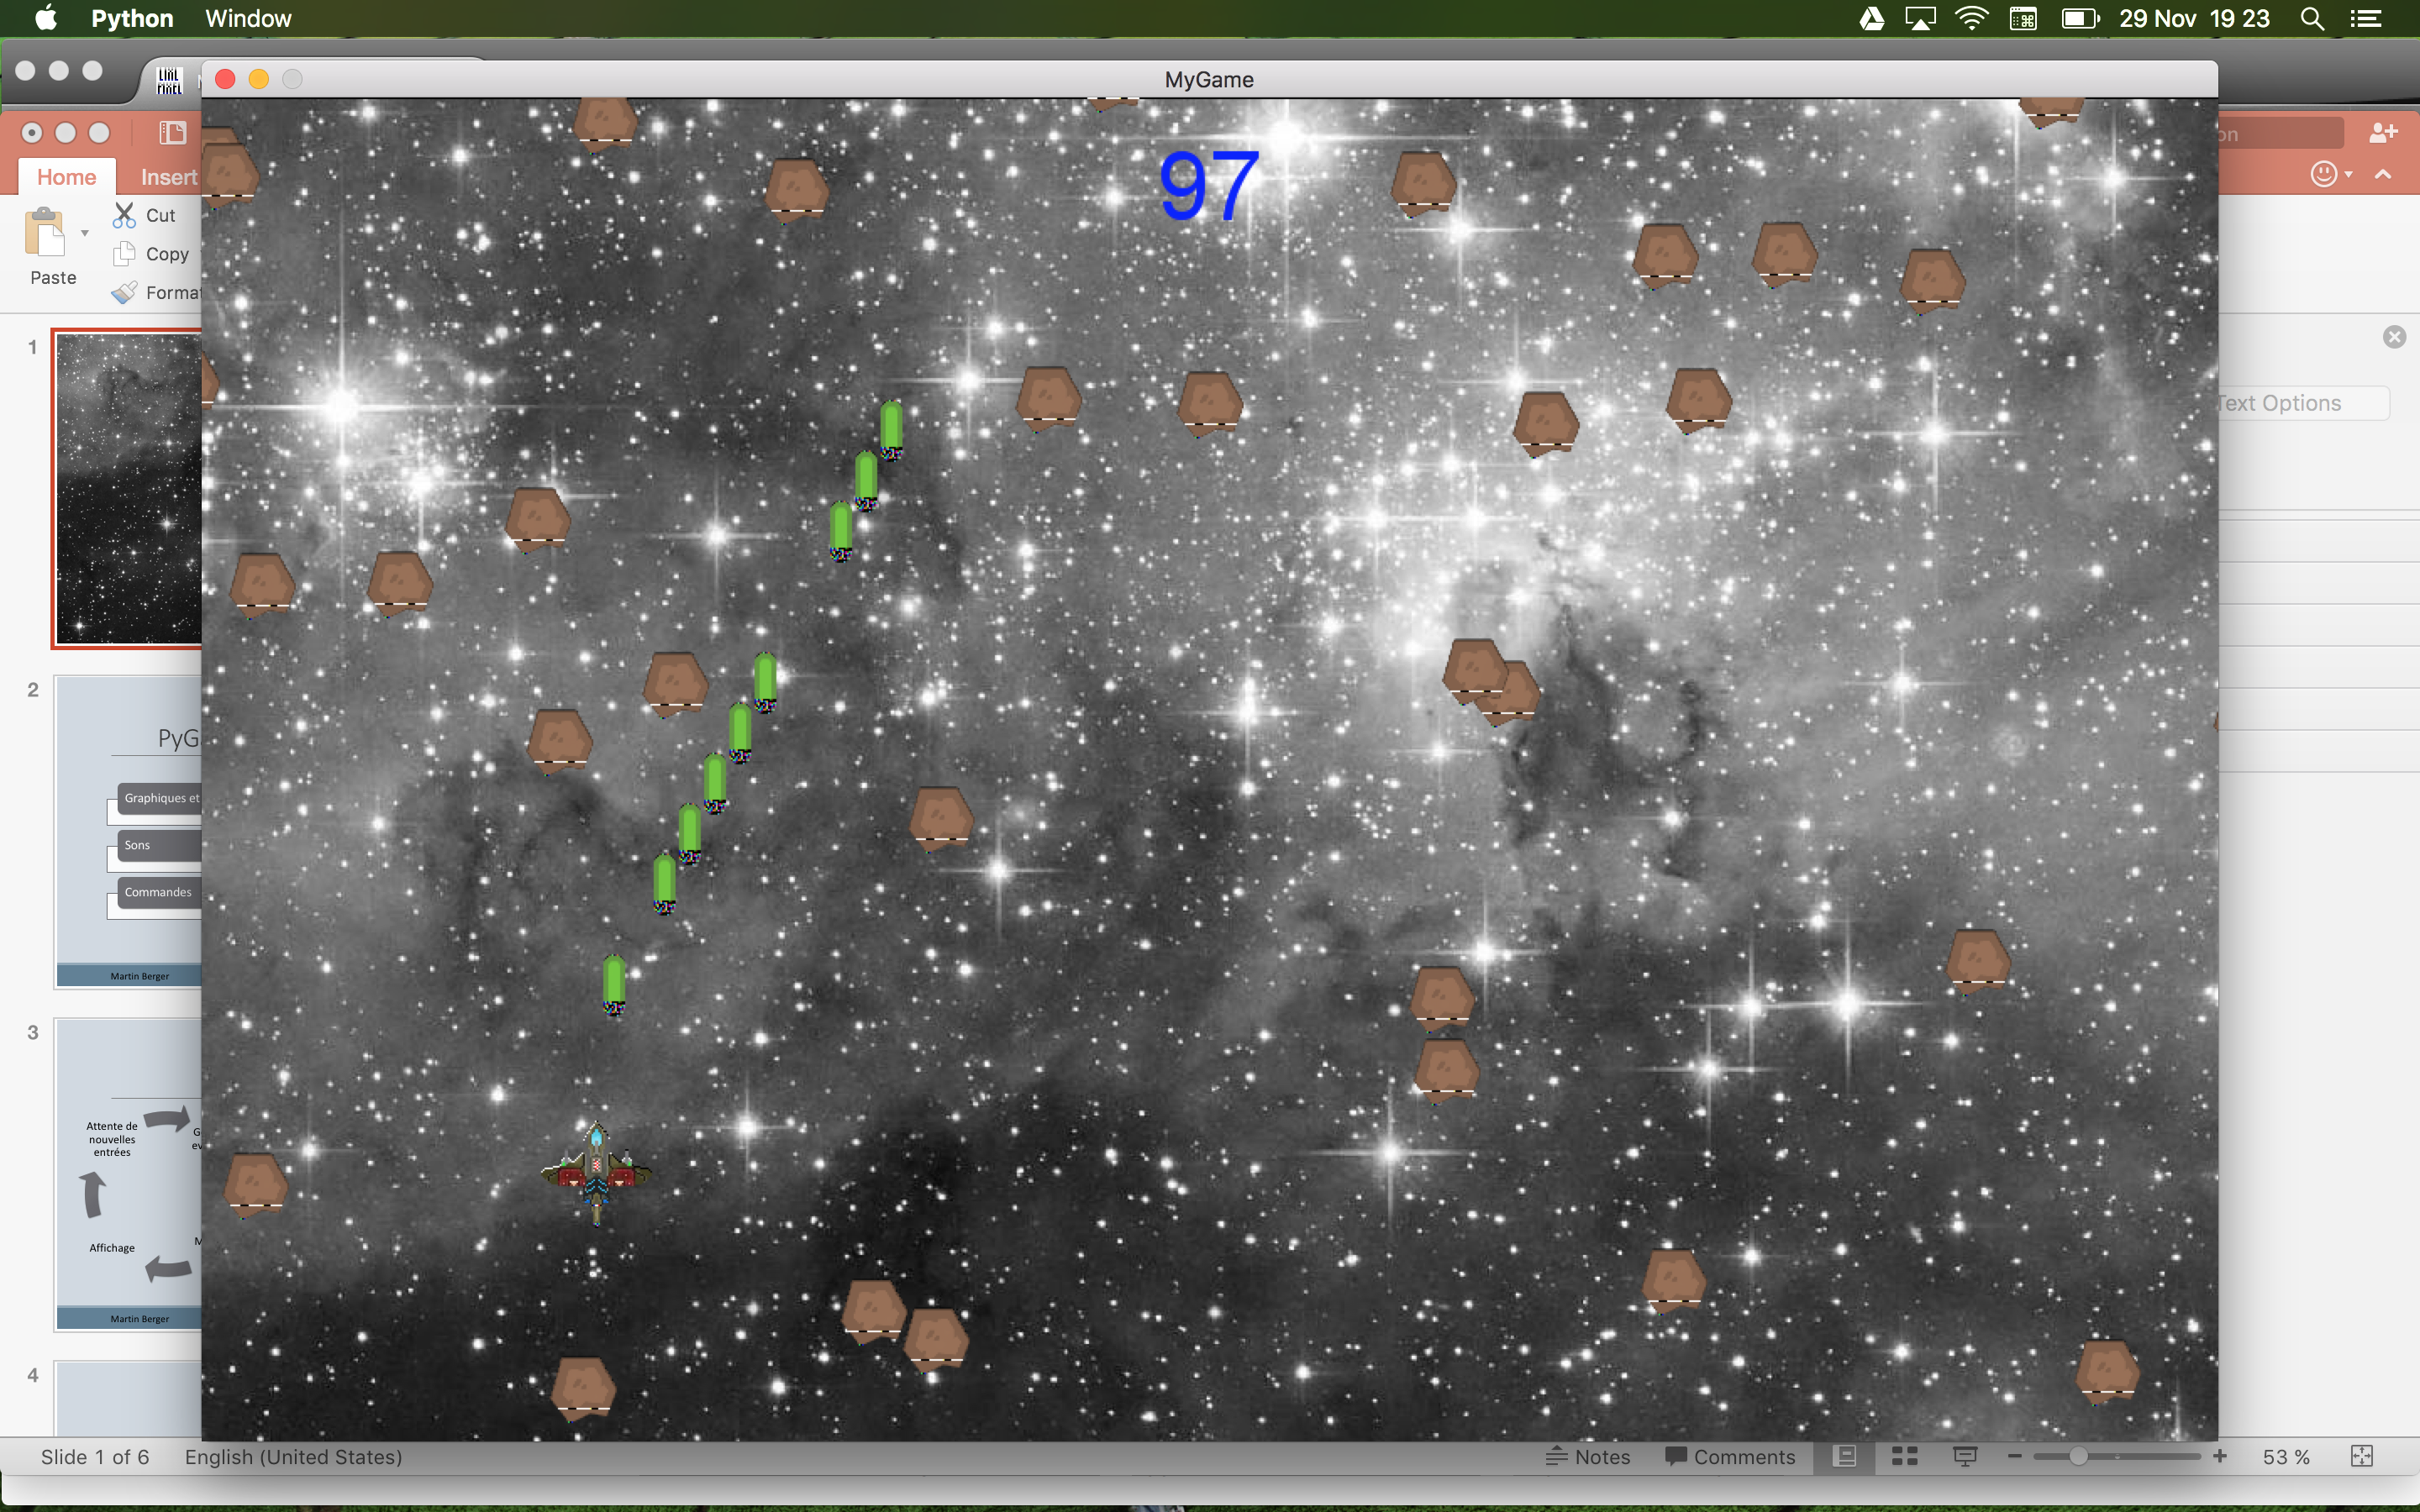 Python Window
29 Nov 19 23
MyGame
Home Insert
Cut
Copy
Paste
97
Text Options
1
2
Graphiques et
Sons
Commandes
Martin Berger
3
Attente de
nouvelles
entrées
Affichage
Martin Berger
4
Slide 1 of 6 English (United States)
Notes Comments
53 %